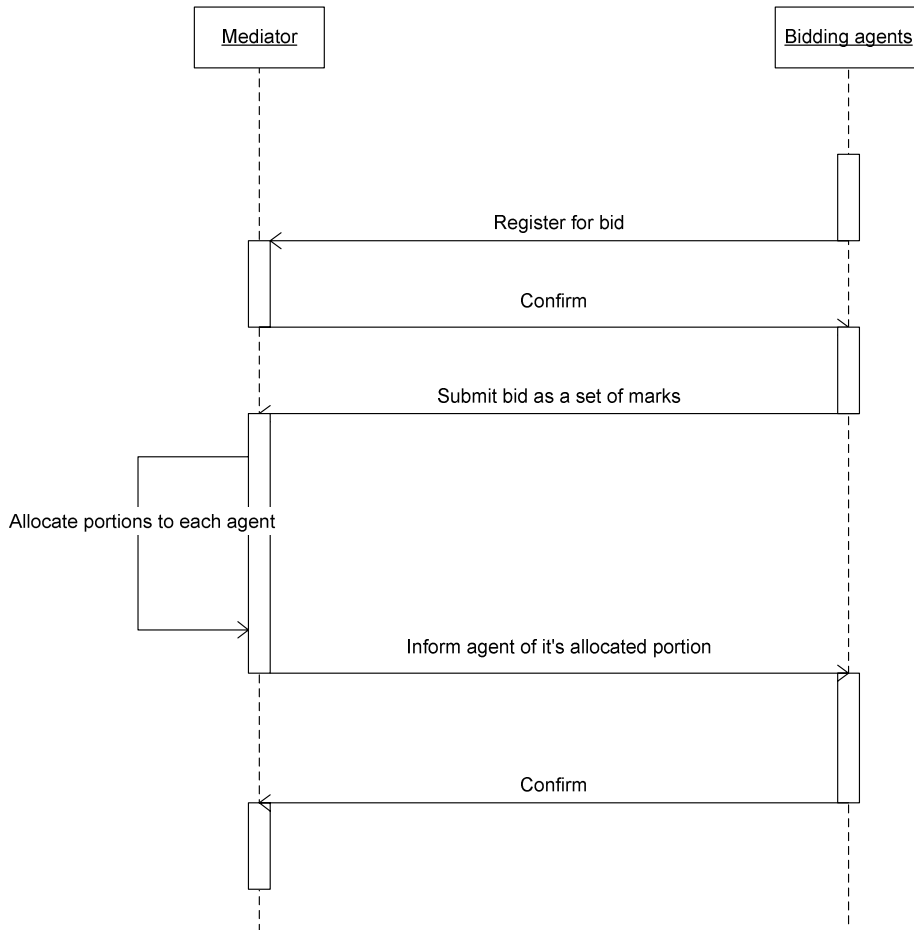 Mediator
Bidding agents
Register for bid
Confirm
Submit bid as a set of marks
Allocate portions to each agent
Inform agent of it's allocated portion
Confirm